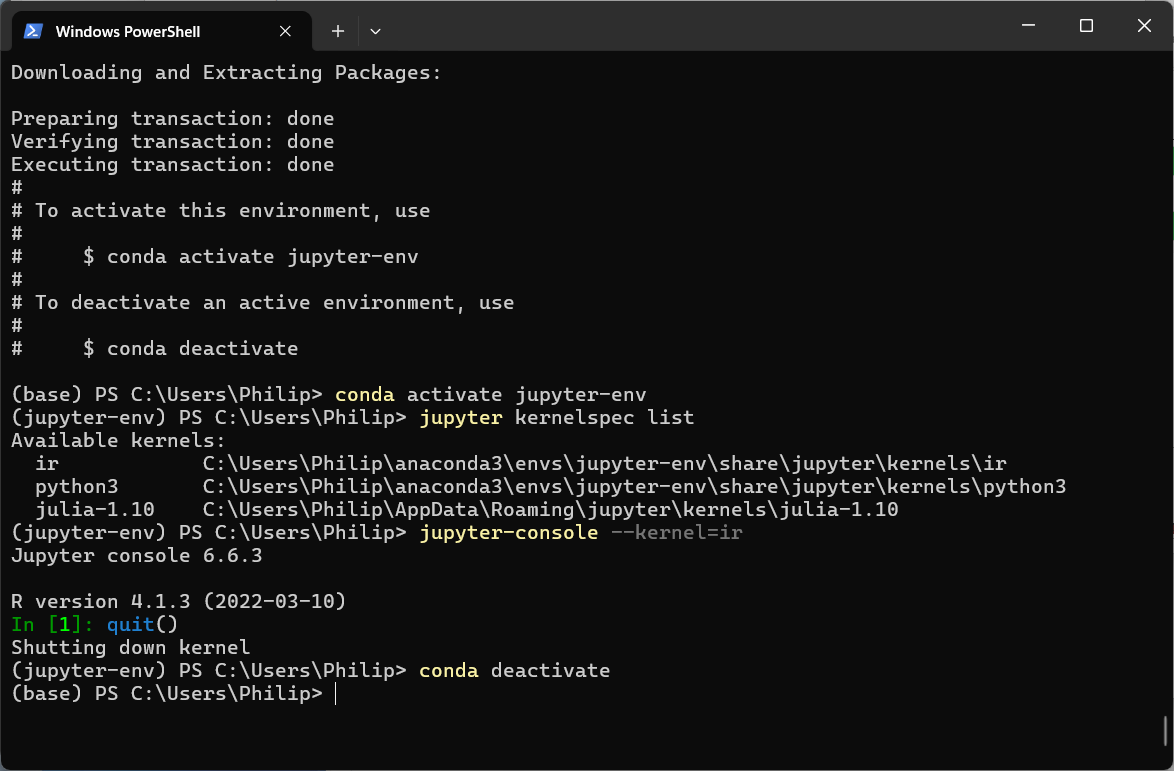 Windows PowerShell
Downloading and Extracting Packages:
Preparing transaction: done
Verifying transaction: done
Executing transaction: done
#
# To activate this environment, use
#
#     $ conda activate jupyter-env
#
# To deactivate an active environment, use
#
#     $ conda deactivate
(base) PS C:\Users\Philip> conda activate jupyter-env
(jupyter-env) PS C:\Users\Philip> jupyter kernelspec list
Available kernels:
  ir            C:\Users\Philip\anaconda3\envs\jupyter-env\share\jupyter\kernels\ir
  python3       C:\Users\Philip\anaconda3\envs\jupyter-env\share\jupyter\kernels\python3
  julia-1.10    C:\Users\Philip\AppData\Roaming\jupyter\kernels\julia-1.10
(jupyter-env) PS C:\Users\Philip> jupyter-console --kernel=ir
Jupyter console 6.6.3
R version 4.1.3 (2022-03-10)
In [1]: quit()
Shutting down kernel
(jupyter-env) PS C:\Users\Philip> conda deactivate
(base) PS C:\Users\Philip>